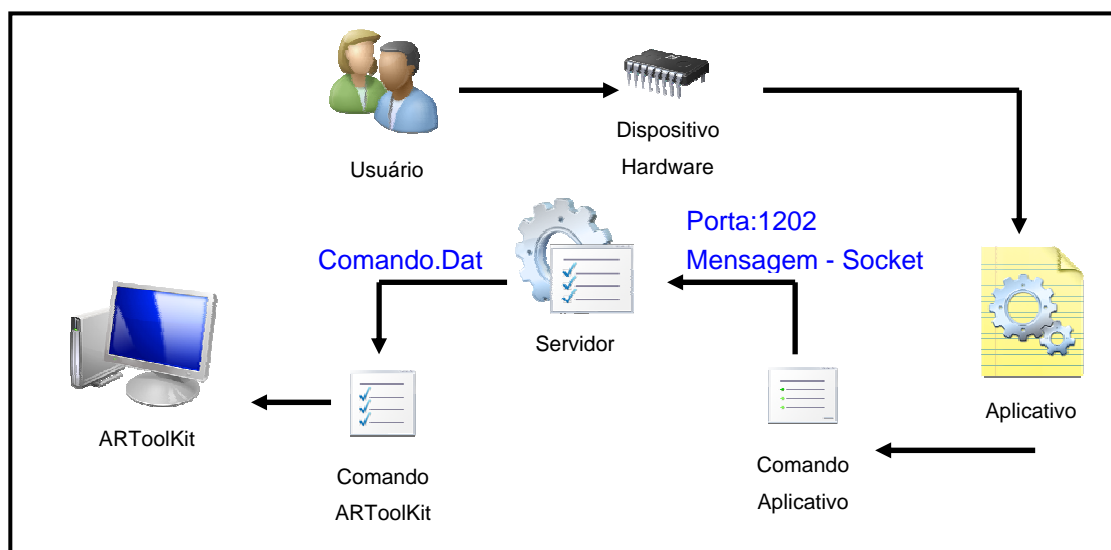 Usuário
Dispositivo
Hardware
Porta:1202
Mensagem - Socket
Comando.Dat
Servidor
Aplicativo
ARToolKit
Comando
Aplicativo
Comando
ARToolKit